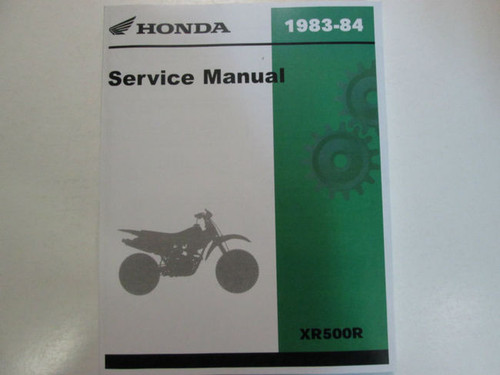 HONDA
1983-84
Service Manual
XR500R